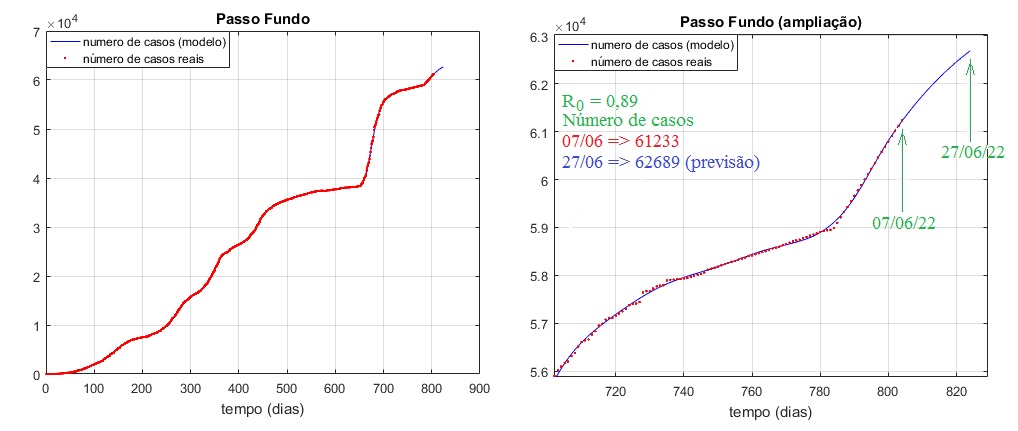 Passo Fundo
×10⁴
numero de casos (modelo)
número de casos reais
7
6
5
4
3
2
1
0
0 100 200 300 400 500 600 700 800 900
tempo (dias)
Passo Fundo (ampliação)
×10⁴
numero de casos (modelo)
número de casos reais
R₀ = 0,89
Número de casos
07/06 => 61233
27/06 => 62689 (previsão)
27/06/22
07/06/22
6.3
6.2
6.1
6
5.9
5.8
5.7
5.6
720 740 760 780 800 820
tempo (dias)